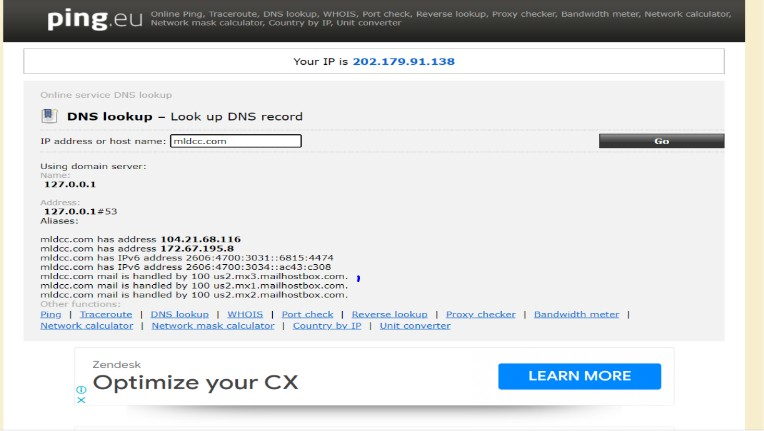 ping.eu Online Ping, Traceroute, DNS lookup, WHOIS, Port check, Reverse lookup, Proxy checker, Bandwidth meter, Network calculator,
Network mask calculator, Country by IP, Unit converter
Your IP is 202.179.91.138
Online service DNS lookup
DNS lookup – Look up DNS record
IP address or host name: mldcc.com Go
Using domain server:
Name:
127.0.0.1
Address:
127.0.0.1#53
Aliases:
mldcc.com has address 104.21.68.116
mldcc.com has address 172.67.195.8
mldcc.com has IPv6 address 2606:4700:3031::6815:4474
mldcc.com has IPv6 address 2606:4700:3034::ac43:c308
mldcc.com mail is handled by 100 us2.mx3.mailhostbox.com.
mldcc.com mail is handled by 100 us2.mx1.mailhostbox.com.
mldcc.com mail is handled by 100 us2.mx2.mailhostbox.com.
Other functions:
Ping | Traceroute | DNS lookup | WHOIS | Port check | Reverse lookup | Proxy checker | Bandwidth meter |
Network calculator | Network mask calculator | Country by IP | Unit converter
Zendesk
Optimize your CX
LEARN MORE